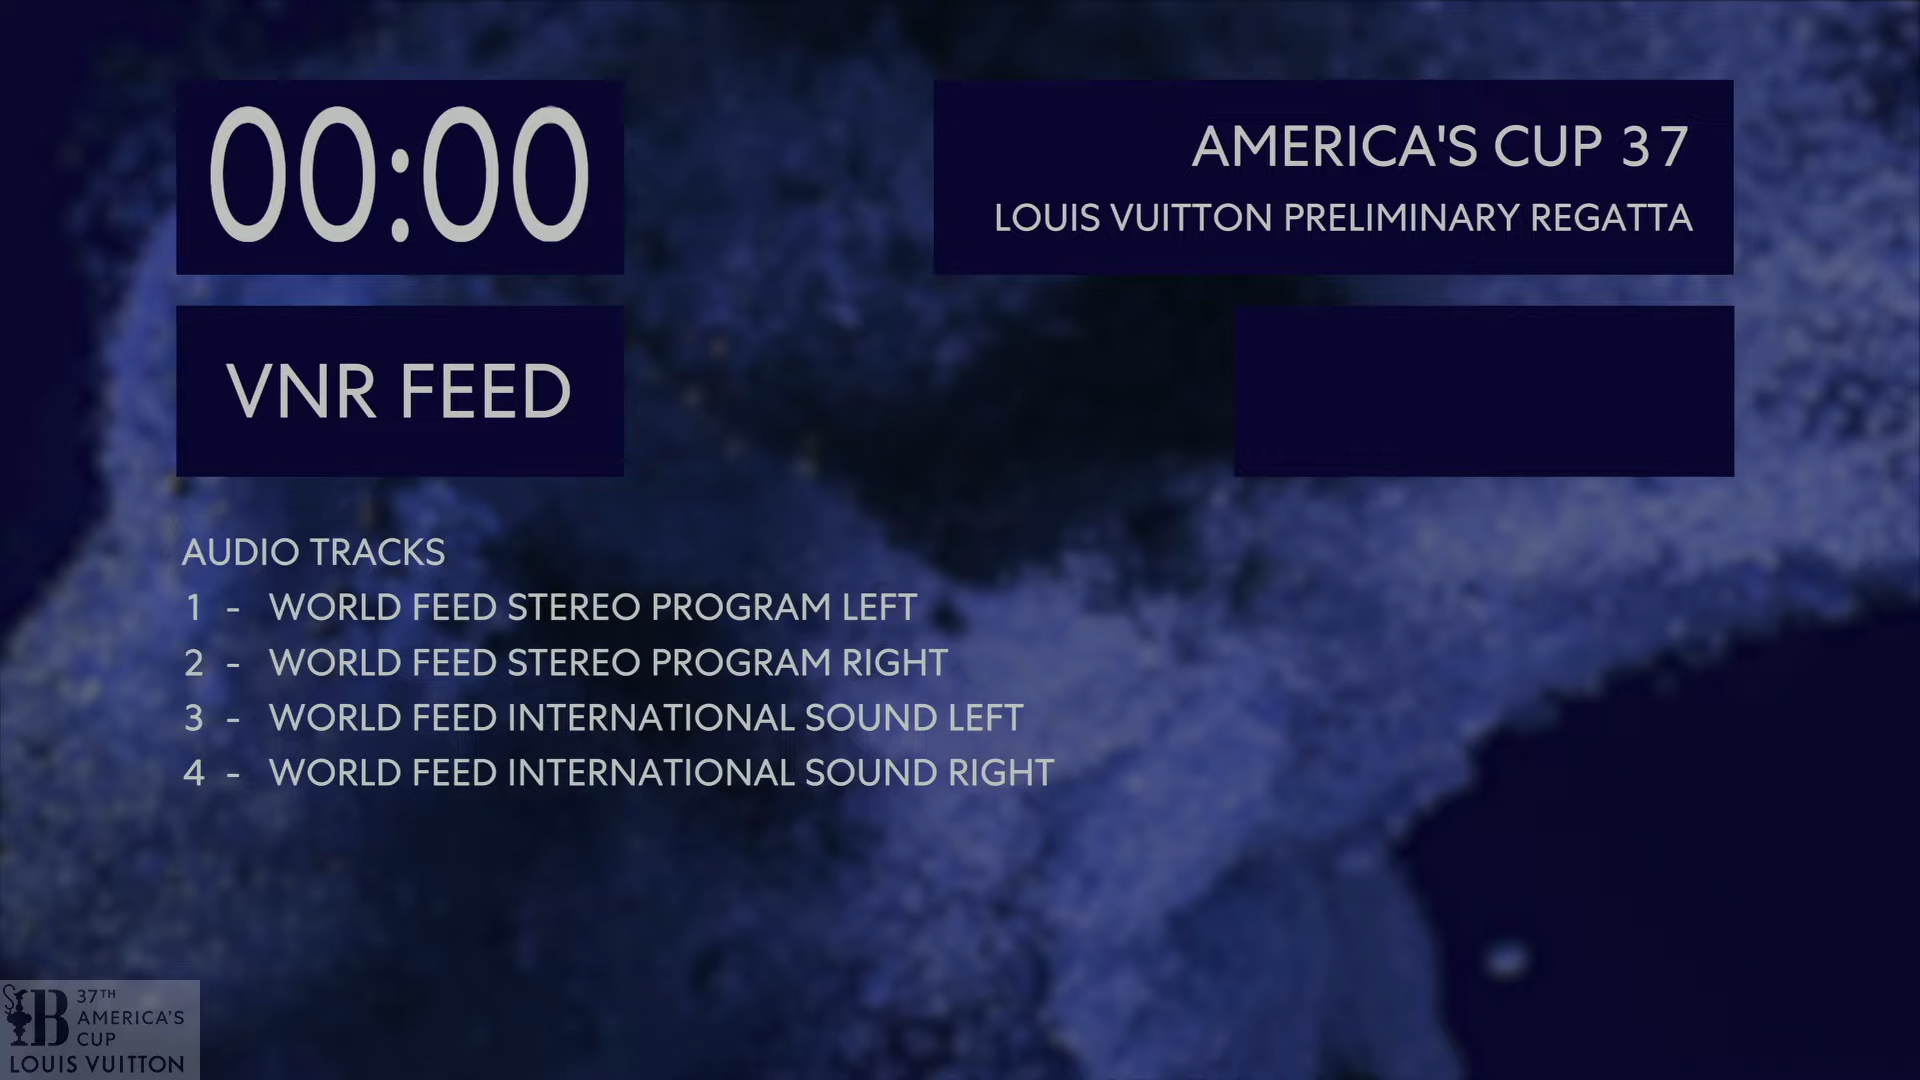 00:00
AMERICA'S CUP 37
LOUIS VUITTON PRELIMINARY REGATTA
VNR FEED
AUDIO TRACKS
1 - WORLD FEED STEREO PROGRAM LEFT
2 - WORLD FEED STEREO PROGRAM RIGHT
3 - WORLD FEED INTERNATIONAL SOUND LEFT
4 - WORLD FEED INTERNATIONAL SOUND RIGHT
B
37TH
AMERICA'S
CUP
LOUIS VUITTON